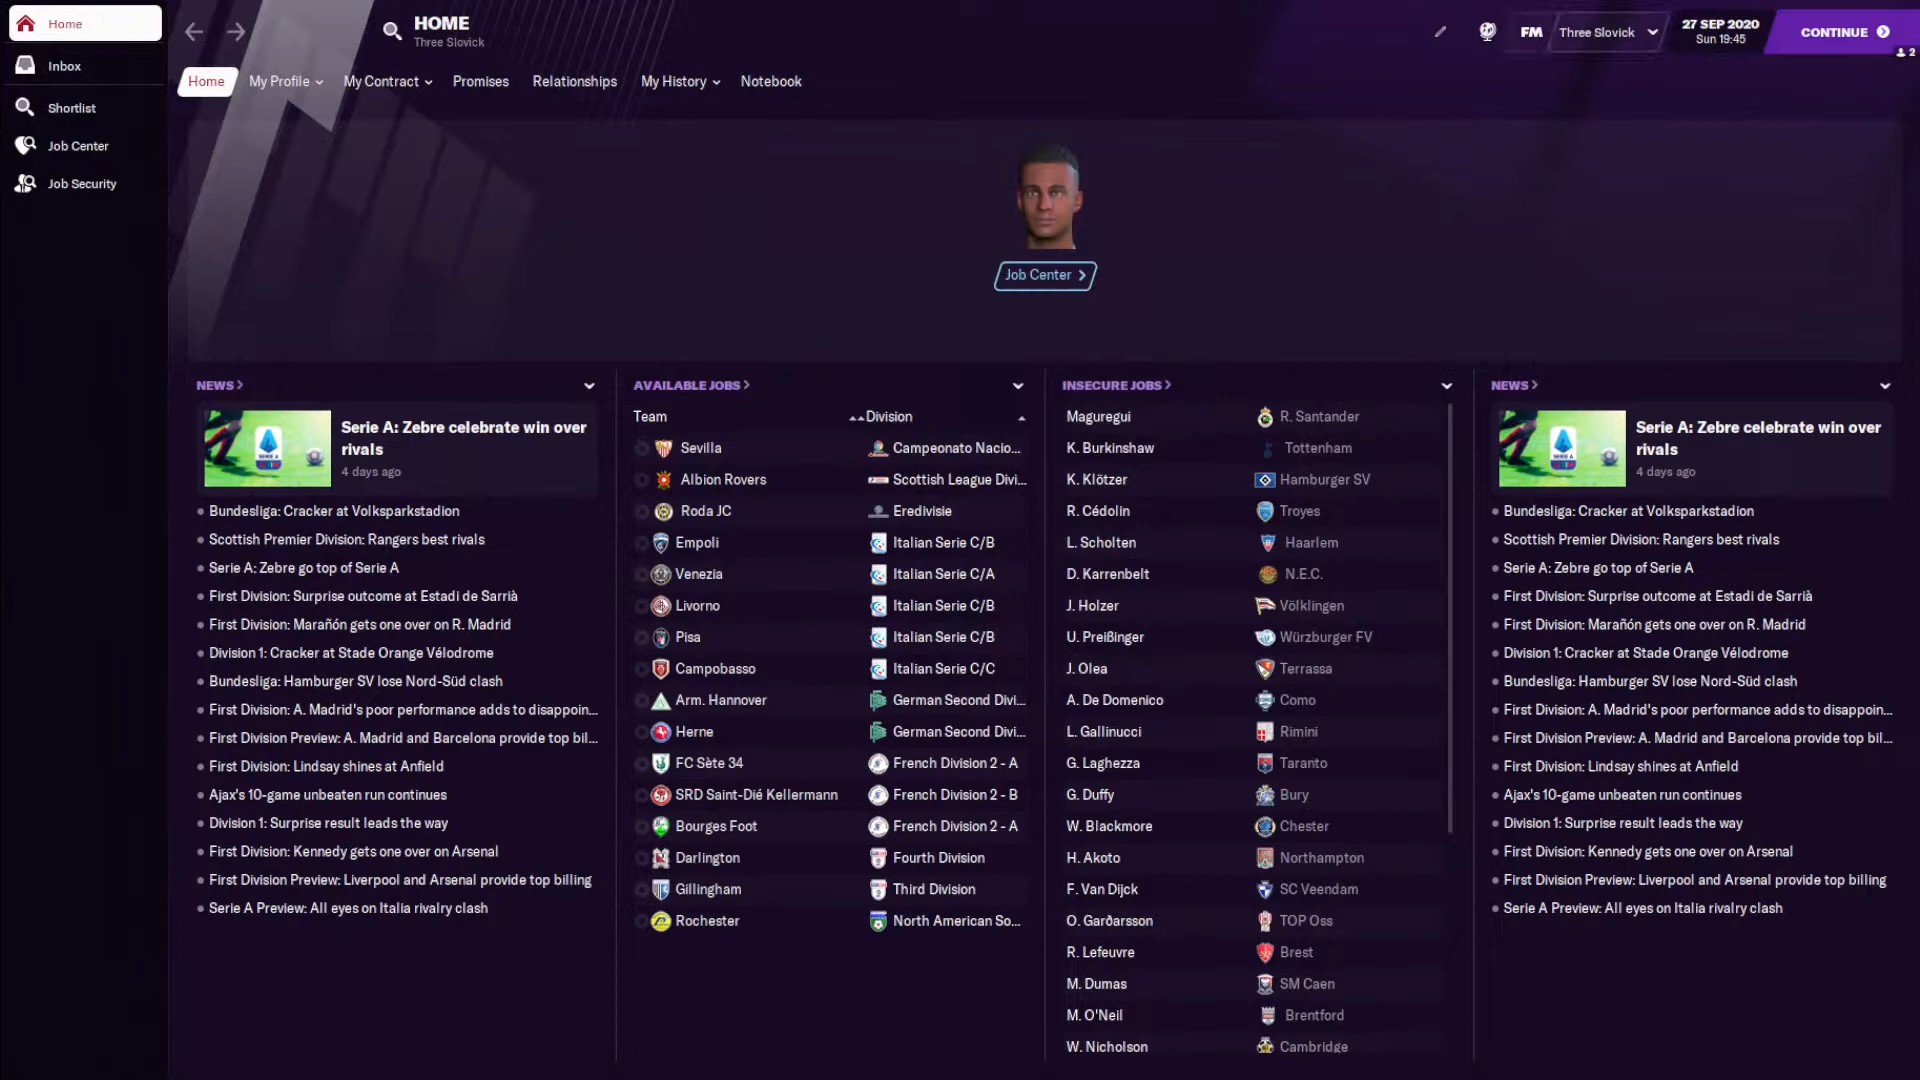 Home
Inbox
Shortlist
Job Center
Job Security
HOME
Three Slovick
FM Three Slovick
27 SEP 2020
Sun 19:45
CONTINUE
2
Home My Profile My Contract Promises Relationships My History Notebook
Job Center
NEWS
Serie A: Zebre celebrate win over
rivals
4 days ago
Bundesliga: Cracker at Volksparkstadion
Scottish Premier Division: Rangers best rivals
Serie A: Zebre go top of Serie A
First Division: Surprise outcome at Estadi de Sarrià
First Division: Marañón gets one over on R. Madrid
Division 1: Cracker at Stade Orange Vélodrome
Bundesliga: Hamburger SV lose Nord-Süd clash
First Division: A. Madrid's poor performance adds to disappoin...
First Division Preview: A. Madrid and Barcelona provide top bil...
First Division: Lindsay shines at Anfield
Ajax's 10-game unbeaten run continues
Division 1: Surprise result leads the way
First Division: Kennedy gets one over on Arsenal
First Division Preview: Liverpool and Arsenal provide top billing
Serie A Preview: All eyes on Italia rivalry clash
AVAILABLE JOBS
Team Division
Sevilla Campeonato Nacio...
Albion Rovers Scottish League Divi...
Roda JC Eredivisie
Empoli Italian Serie C/B
Venezia Italian Serie C/A
Livorno Italian Serie C/B
Pisa Italian Serie C/B
Campobasso Italian Serie C/C
Arm. Hannover German Second Divi...
Herne German Second Divi...
FC Sète 34 French Division 2 - A
SRD Saint-Dié Kellermann French Division 2 - B
Bourges Foot French Division 2 - A
Darlington Fourth Division
Gillingham Third Division
Rochester North American So...
INSECURE JOBS
Maguregui R. Santander
K. Burkinshaw Tottenham
K. Klötzer Hamburger SV
R. Cédolin Troyes
L. Scholten Haarlem
D. Karrenbelt N.E.C.
J. Holzer Völklingen
U. Preißinger Würzburger FV
J. Olea Terrassa
A. De Domenico Como
L. Gallinucci Rimini
G. Laghezza Taranto
G. Duffy Bury
W. Blackmore Chester
H. Akoto Northampton
F. Van Dijck SC Veendam
O. Garðarsson TOP Oss
R. Lefeuvre Brest
M. Dumas SM Caen
M. O'Neil Brentford
W. Nicholson Cambridge
NEWS
Serie A: Zebre celebrate win over
rivals
4 days ago
Bundesliga: Cracker at Volksparkstadion
Scottish Premier Division: Rangers best rivals
Serie A: Zebre go top of Serie A
First Division: Surprise outcome at Estadi de Sarrià
First Division: Marañón gets one over on R. Madrid
Division 1: Cracker at Stade Orange Vélodrome
Bundesliga: Hamburger SV lose Nord-Süd clash
First Division: A. Madrid's poor performance adds to disappoin...
First Division Preview: A. Madrid and Barcelona provide top bil...
First Division: Lindsay shines at Anfield
Ajax's 10-game unbeaten run continues
Division 1: Surprise result leads the way
First Division: Kennedy gets one over on Arsenal
First Division Preview: Liverpool and Arsenal provide top billing
Serie A Preview: All eyes on Italia rivalry clash